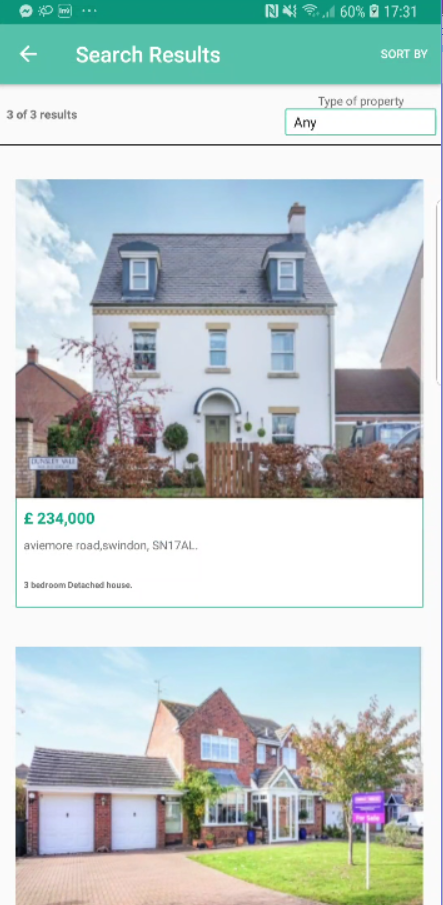 60% 17:31
Search Results
SORT BY
3 of 3 results
Type of property
Any
£ 234,000
aviemore road,swindon, SN17AL.
3 bedroom Detached house.
For Sale